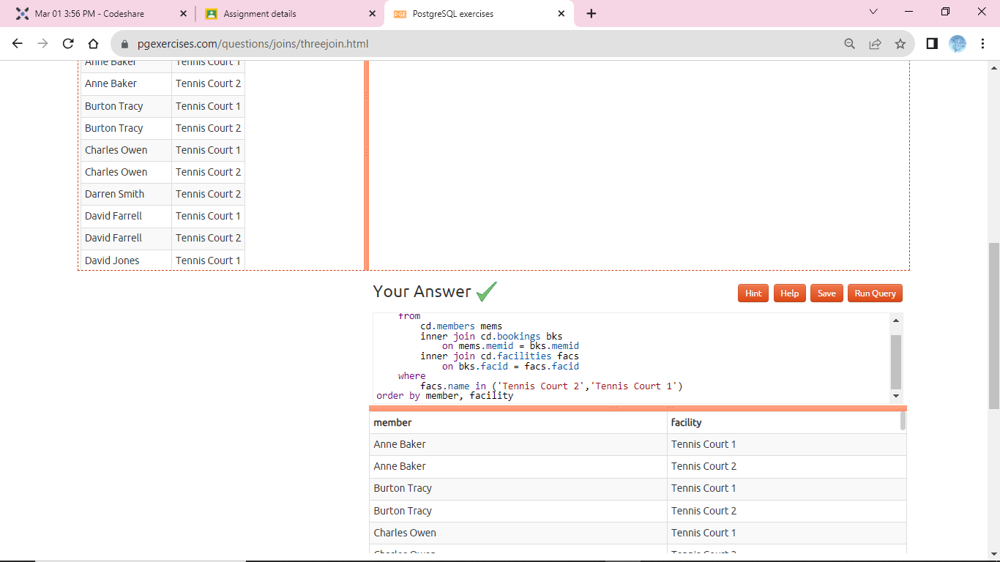 Mar 01 3:56 PM - Codeshare
Assignment details
PGE PostgreSQL exercises
pgexercises.com/questions/joins/threejoin.html
Anne Baker Tennis Court 1
Anne Baker Tennis Court 2
Burton Tracy Tennis Court 1
Burton Tracy Tennis Court 2
Charles Owen Tennis Court 1
Charles Owen Tennis Court 2
Darren Smith Tennis Court 2
David Farrell Tennis Court 1
David Farrell Tennis Court 2
David Jones Tennis Court 1
Your Answer
Hint Help Save Run Query
from
cd.members mems
inner join cd.bookings bks
on mems.memid = bks.memid
inner join cd.facilities facs
on bks.facid = facs.facid
where
facs.name in ('Tennis Court 2','Tennis Court 1')
order by member, facility
member facility
Anne Baker Tennis Court 1
Anne Baker Tennis Court 2
Burton Tracy Tennis Court 1
Burton Tracy Tennis Court 2
Charles Owen Tennis Court 1
Charles Owen Tennis Court 2